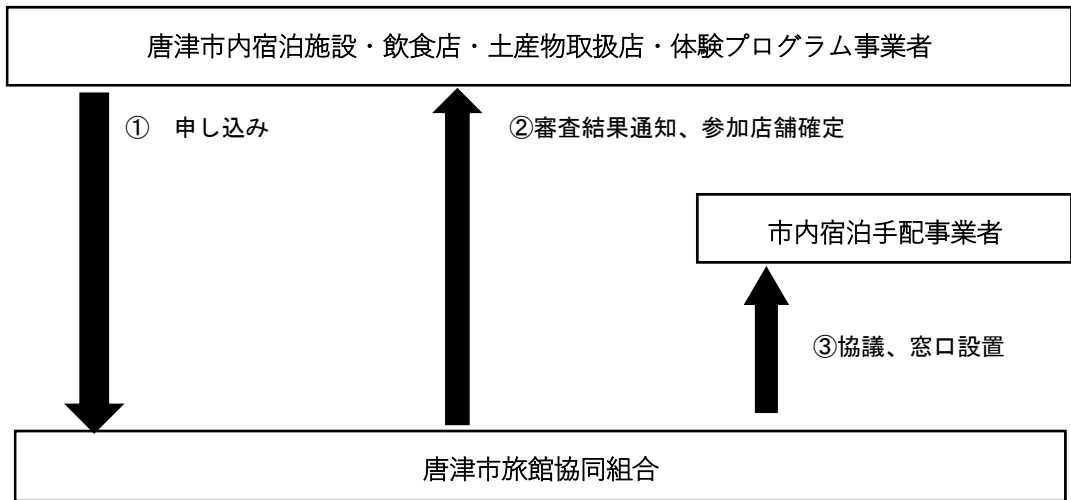 唐津市内宿泊施設・飲食店・土産物取扱店・体験プログラム事業者
①　申し込み
②審査結果通知、参加店舗確定
市内宿泊手配事業者
③協議、窓口設置
唐津市旅館協同組合